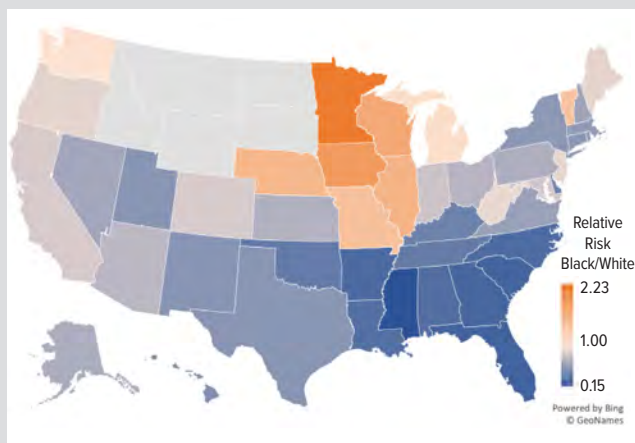 Relative
Risk
Black/White
2.23
1.00
0.15
Powered by Bing
© GeoNames